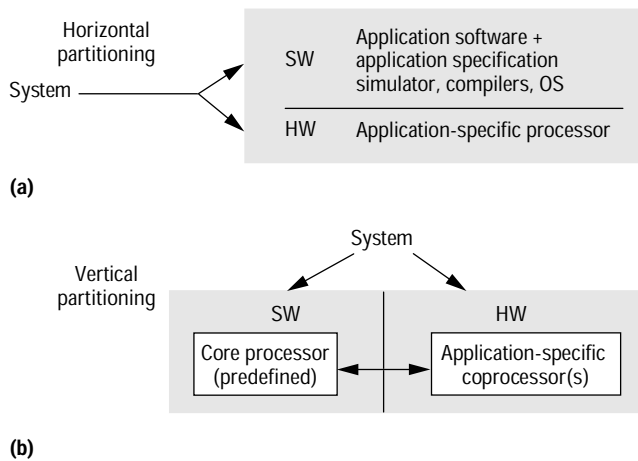 Horizontal
partitioning
System
SW
Application software +
application specification
simulator, compilers, OS
HW
Application-specific processor
(a)
System
Vertical
partitioning
SW
HW
Core processor
(predefined)
Application-specific
coprocessor(s)
(b)